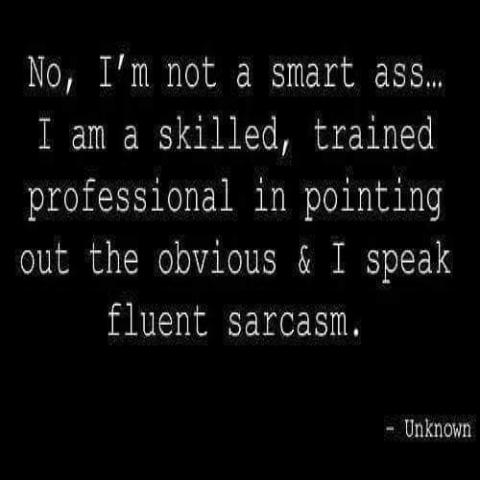 No, I'm not a smart ass…
I am a skilled, trained
professional in pointing
out the obvious & I speak
fluent sarcasm.
- Unknown